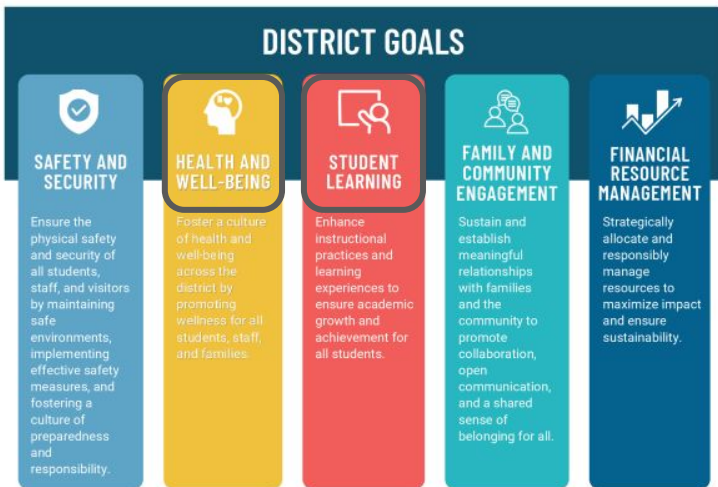 DISTRICT GOALS
SAFETY AND
SECURITY
Ensure the
physical safety
and security of
all students,
staff, and visitors
by maintaining
safe
environments,
implementing
effective safety
measures, and
fostering a
culture of
preparedness
and
responsibility.
HEALTH AND
WELL-BEING
Foster a culture
of health and
well-being
across the
district by
promoting
wellness for all
students, staff,
and families.
STUDENT
LEARNING
Enhance
instructional
practices and
learning
experiences to
ensure academic
growth and
achievement for
all students.
FAMILY AND
COMMUNITY
ENGAGEMENT
Sustain and
establish
meaningful
relationships
with families
and the
community to
promote
collaboration,
open
communication,
and a shared
sense of
belonging for all.
FINANCIAL
RESOURCE
MANAGEMENT
Strategically
allocate and
responsibly
manage
resources to
maximize impact
and ensure
sustainability.